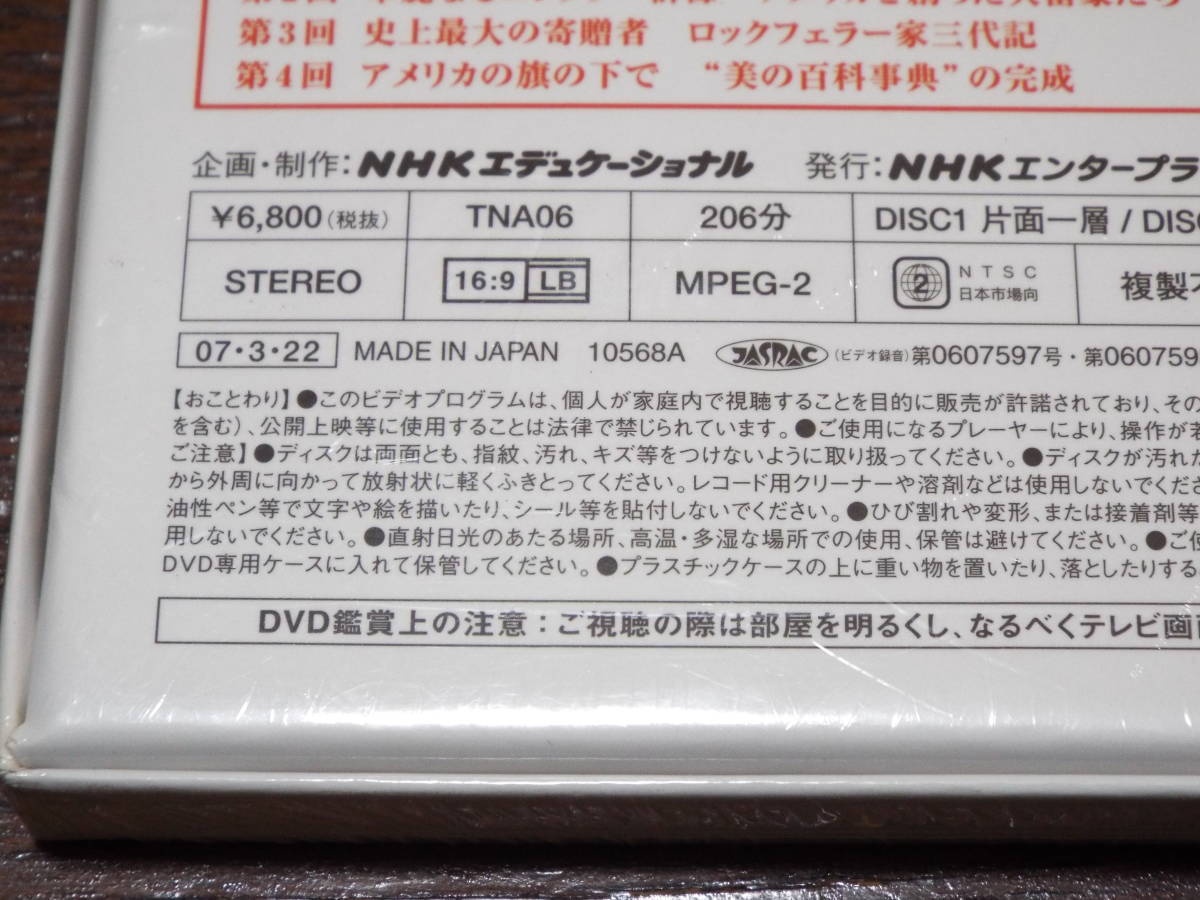 第3回 史上最大の寄贈者 ロックフェラー家三代記
第4回 アメリカの旗の下で “美の百科事典”の完成
企画・制作：NHKエデュケーショナル 発行：NHKエンタープラ
¥6,800（税抜） TNA06 206分 DISC1 片面一層 / DISC
STEREO 16:9 LB MPEG-2 2 NTSC 日本市場向 複製不
07・3・22 MADE IN JAPAN 10568A JASRAC （ビデオ録音）第0607597号・第060759
【おことわり】●このビデオプログラムは、個人が家庭内で視聴することを目的に販売が許諾されており、その
を含む）、公開上映等に使用することは法律で禁じられています。●ご使用になるプレーヤーにより、操作が若
ご注意】●ディスクは両面とも、指紋、汚れ、キズ等をつけないように取り扱ってください。●ディスクが汚れた
から外周に向かって放射状に軽くふきとってください。レコード用クリーナーや溶剤などは使用しないでくださ
油性ペン等で文字や絵を描いたり、シール等を貼付しないでください。●ひび割れや変形、または接着剤等
用しないでください。●直射日光のあたる場所、高温・多湿な場所での使用、保管は避けてください。●ご使
DVD専用ケースに入れて保管してください。●プラスチックケースの上に重い物を置いたり、落としたりする
DVD鑑賞上の注意：ご視聴の際は部屋を明るくし、なるべくテレビ画面